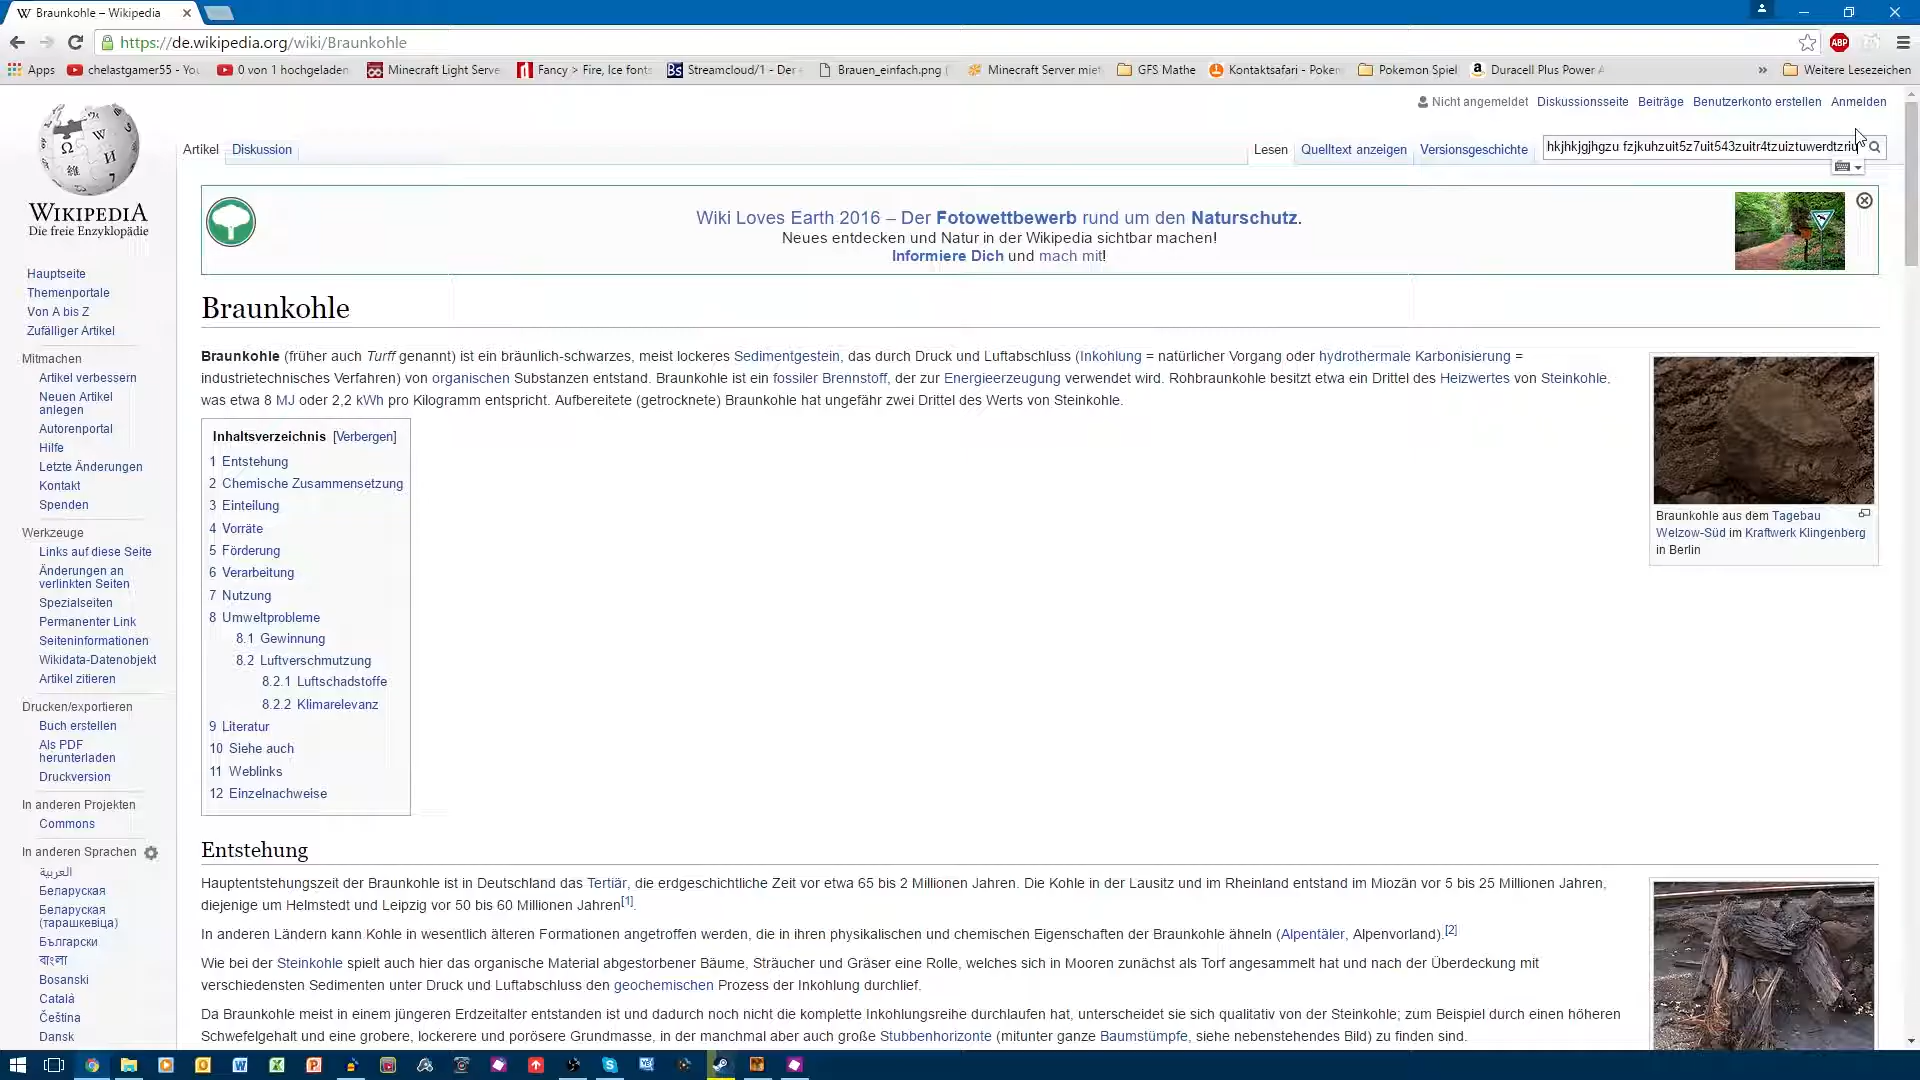 Braunkohle – Wikipedia
https://de.wikipedia.org/wiki/Braunkohle
Apps
chelastgamer55 - You
0 von 1 hochgeladen
Minecraft Light Serve
Fancy > Fire, Ice fonts
Streamcloud/1 - Der
Brauen_einfach.png (
Minecraft Server miet
GFS Mathe
Kontaktsafari - Poken
Pokemon Spiel
Duracell Plus Power A
»
Weitere Lesezeichen
Nicht angemeldet Diskussionsseite Beiträge Benutzerkonto erstellen Anmelden
Artikel Diskussion
Lesen Quelltext anzeigen Versionsgeschichte
hkjhkjgjhgzu fzjkuhzuit5z7uit543zuitr4tzuiztuwerdtzriu
WIKIPEDIA
Die freie Enzyklopädie
Hauptseite
Themenportale
Von A bis Z
Zufälliger Artikel
Mitmachen
Artikel verbessern
Neuen Artikel
anlegen
Autorenportal
Hilfe
Letzte Änderungen
Kontakt
Spenden
Werkzeuge
Links auf diese Seite
Änderungen an
verlinkten Seiten
Spezialseiten
Permanenter Link
Seiteninformationen
Wikidata-Datenobjekt
Artikel zitieren
Drucken/exportieren
Buch erstellen
Als PDF
herunterladen
Druckversion
In anderen Projekten
Commons
In anderen Sprachen
العربية
Беларуская
Беларуская
(тарашкевіца)
Български
বাংলা
Bosanski
Català
Čeština
Dansk
Wiki Loves Earth 2016 – Der Fotowettbewerb rund um den Naturschutz.
Neues entdecken und Natur in der Wikipedia sichtbar machen!
Informiere Dich und mach mit!
Braunkohle
Braunkohle (früher auch Turff genannt) ist ein bräunlich-schwarzes, meist lockeres Sedimentgestein, das durch Druck und Luftabschluss (Inkohlung = natürlicher Vorgang oder hydrothermale Karbonisierung =
industrietechnisches Verfahren) von organischen Substanzen entstand. Braunkohle ist ein fossiler Brennstoff, der zur Energieerzeugung verwendet wird. Rohbraunkohle besitzt etwa ein Drittel des Heizwertes von Steinkohle,
was etwa 8 MJ oder 2,2 kWh pro Kilogramm entspricht. Aufbereitete (getrocknete) Braunkohle hat ungefähr zwei Drittel des Werts von Steinkohle.
Inhaltsverzeichnis [Verbergen]
1 Entstehung
2 Chemische Zusammensetzung
3 Einteilung
4 Vorräte
5 Förderung
6 Verarbeitung
7 Nutzung
8 Umweltprobleme
8.1 Gewinnung
8.2 Luftverschmutzung
8.2.1 Luftschadstoffe
8.2.2 Klimarelevanz
9 Literatur
10 Siehe auch
11 Weblinks
12 Einzelnachweise
Braunkohle aus dem Tagebau
Welzow-Süd im Kraftwerk Klingenberg
in Berlin
Entstehung
Hauptentstehungszeit der Braunkohle ist in Deutschland das Tertiär, die erdgeschichtliche Zeit vor etwa 65 bis 2 Millionen Jahren. Die Kohle in der Lausitz und im Rheinland entstand im Miozän vor 5 bis 25 Millionen Jahren,
diejenige um Helmstedt und Leipzig vor 50 bis 60 Millionen Jahren[1].
In anderen Ländern kann Kohle in wesentlich älteren Formationen angetroffen werden, die in ihren physikalischen und chemischen Eigenschaften der Braunkohle ähneln (Alpentäler, Alpenvorland).[2]
Wie bei der Steinkohle spielt auch hier das organische Material abgestorbener Bäume, Sträucher und Gräser eine Rolle, welches sich in Mooren zunächst als Torf angesammelt hat und nach der Überdeckung mit
verschiedensten Sedimenten unter Druck und Luftabschluss den geochemischen Prozess der Inkohlung durchlief.
Da Braunkohle meist in einem jüngeren Erdzeitalter entstanden ist und dadurch noch nicht die komplette Inkohlungsreihe durchlaufen hat, unterscheidet sie sich qualitativ von der Steinkohle; zum Beispiel durch einen höheren
Schwefelgehalt und eine grobere, lockerere und porösere Grundmasse, in der manchmal aber auch große Stubbenhorizonte (mitunter ganze Baumstümpfe, siehe nebenstehendes Bild) zu finden sind.